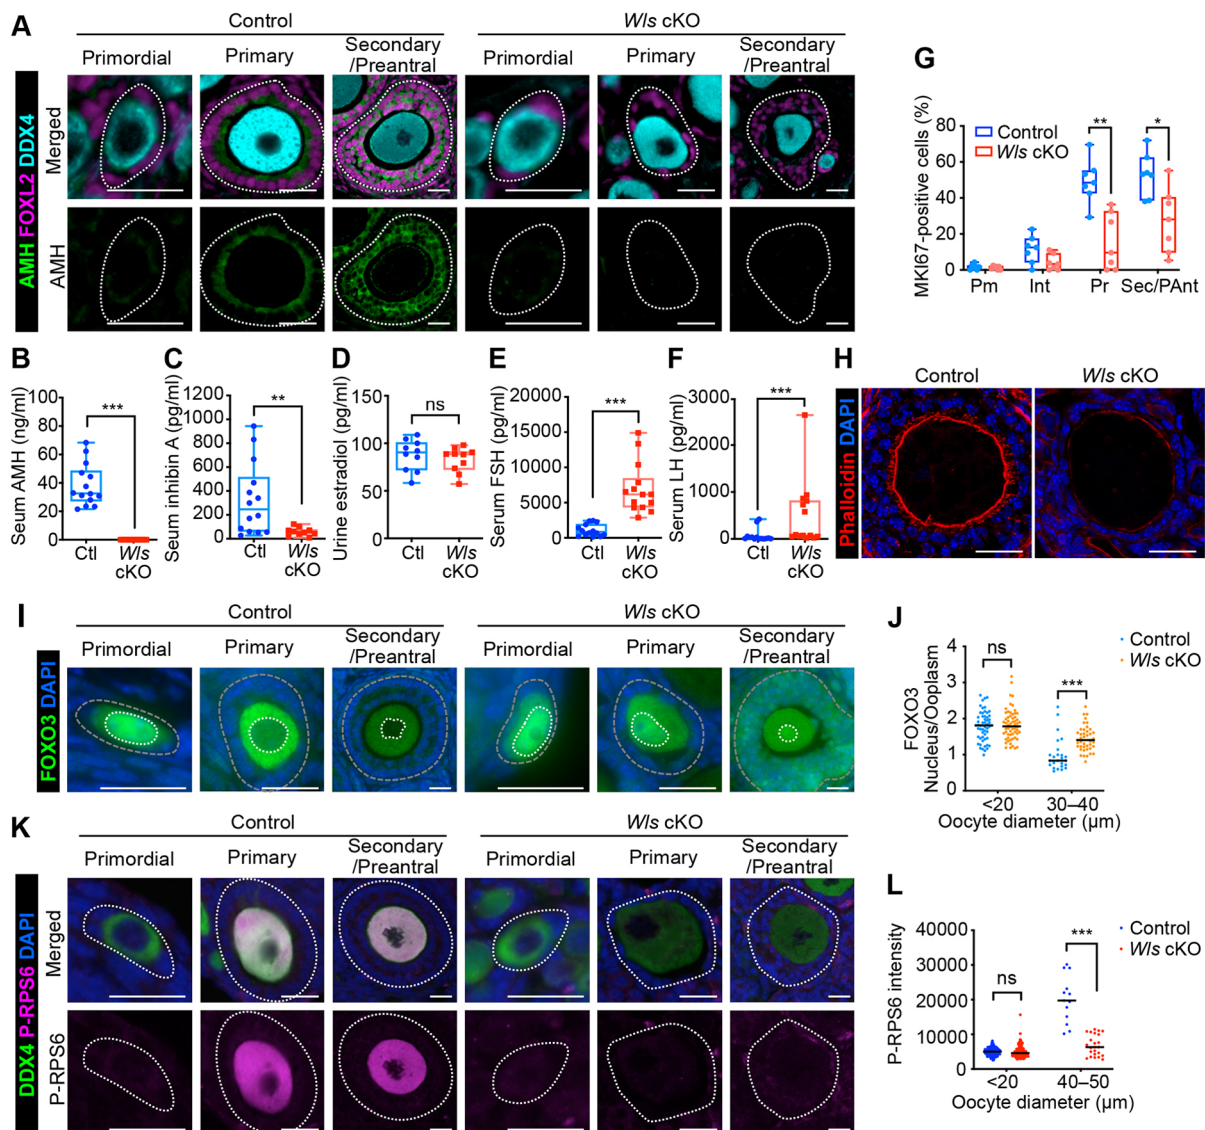 A
Control
Wls cKO
Primordial
Primary
Secondary
/Preantral
Primordial
Primary
Secondary
/Preantral
AMH FOXL2 DDX4
Merged
AMH
G
MKI67-positive cells (%)
80
60
40
20
0
Control
Wls cKO
**
*
Pm
Int
Pr
Sec/PAnt
B
Seum AMH (ng/ml)
100
80
60
40
20
0
***
Ctl
Wls
cKO
C
Seum inhibin A (pg/ml)
1200
1000
800
600
400
200
0
**
Ctl
Wls
cKO
D
Urine estradiol (pg/ml)
150
100
50
0
ns
Ctl
Wls
cKO
E
Serum FSH (pg/ml)
20000
15000
10000
5000
0
***
Ctl
Wls
cKO
F
Serum LH (pg/ml)
3000
2000
1000
0
***
Ctl
Wls
cKO
H
Control
Wls cKO
Phalloidin DAPI
I
Control
Wls cKO
Primordial
Primary
Secondary
/Preantral
Primordial
Primary
Secondary
/Preantral
FOXO3 DAPI
J
FOXO3
Nucleus/Ooplasm
4
3
2
1
0
Control
Wls cKO
ns
***
<20
30–40
Oocyte diameter (µm)
K
Control
Wls cKO
Primordial
Primary
Secondary
/Preantral
Primordial
Primary
Secondary
/Preantral
DDX4 P-RPS6 DAPI
Merged
P-RPS6
L
P-RPS6 intensity
40000
30000
20000
10000
0
Control
Wls cKO
ns
***
<20
40–50
Oocyte diameter (µm)